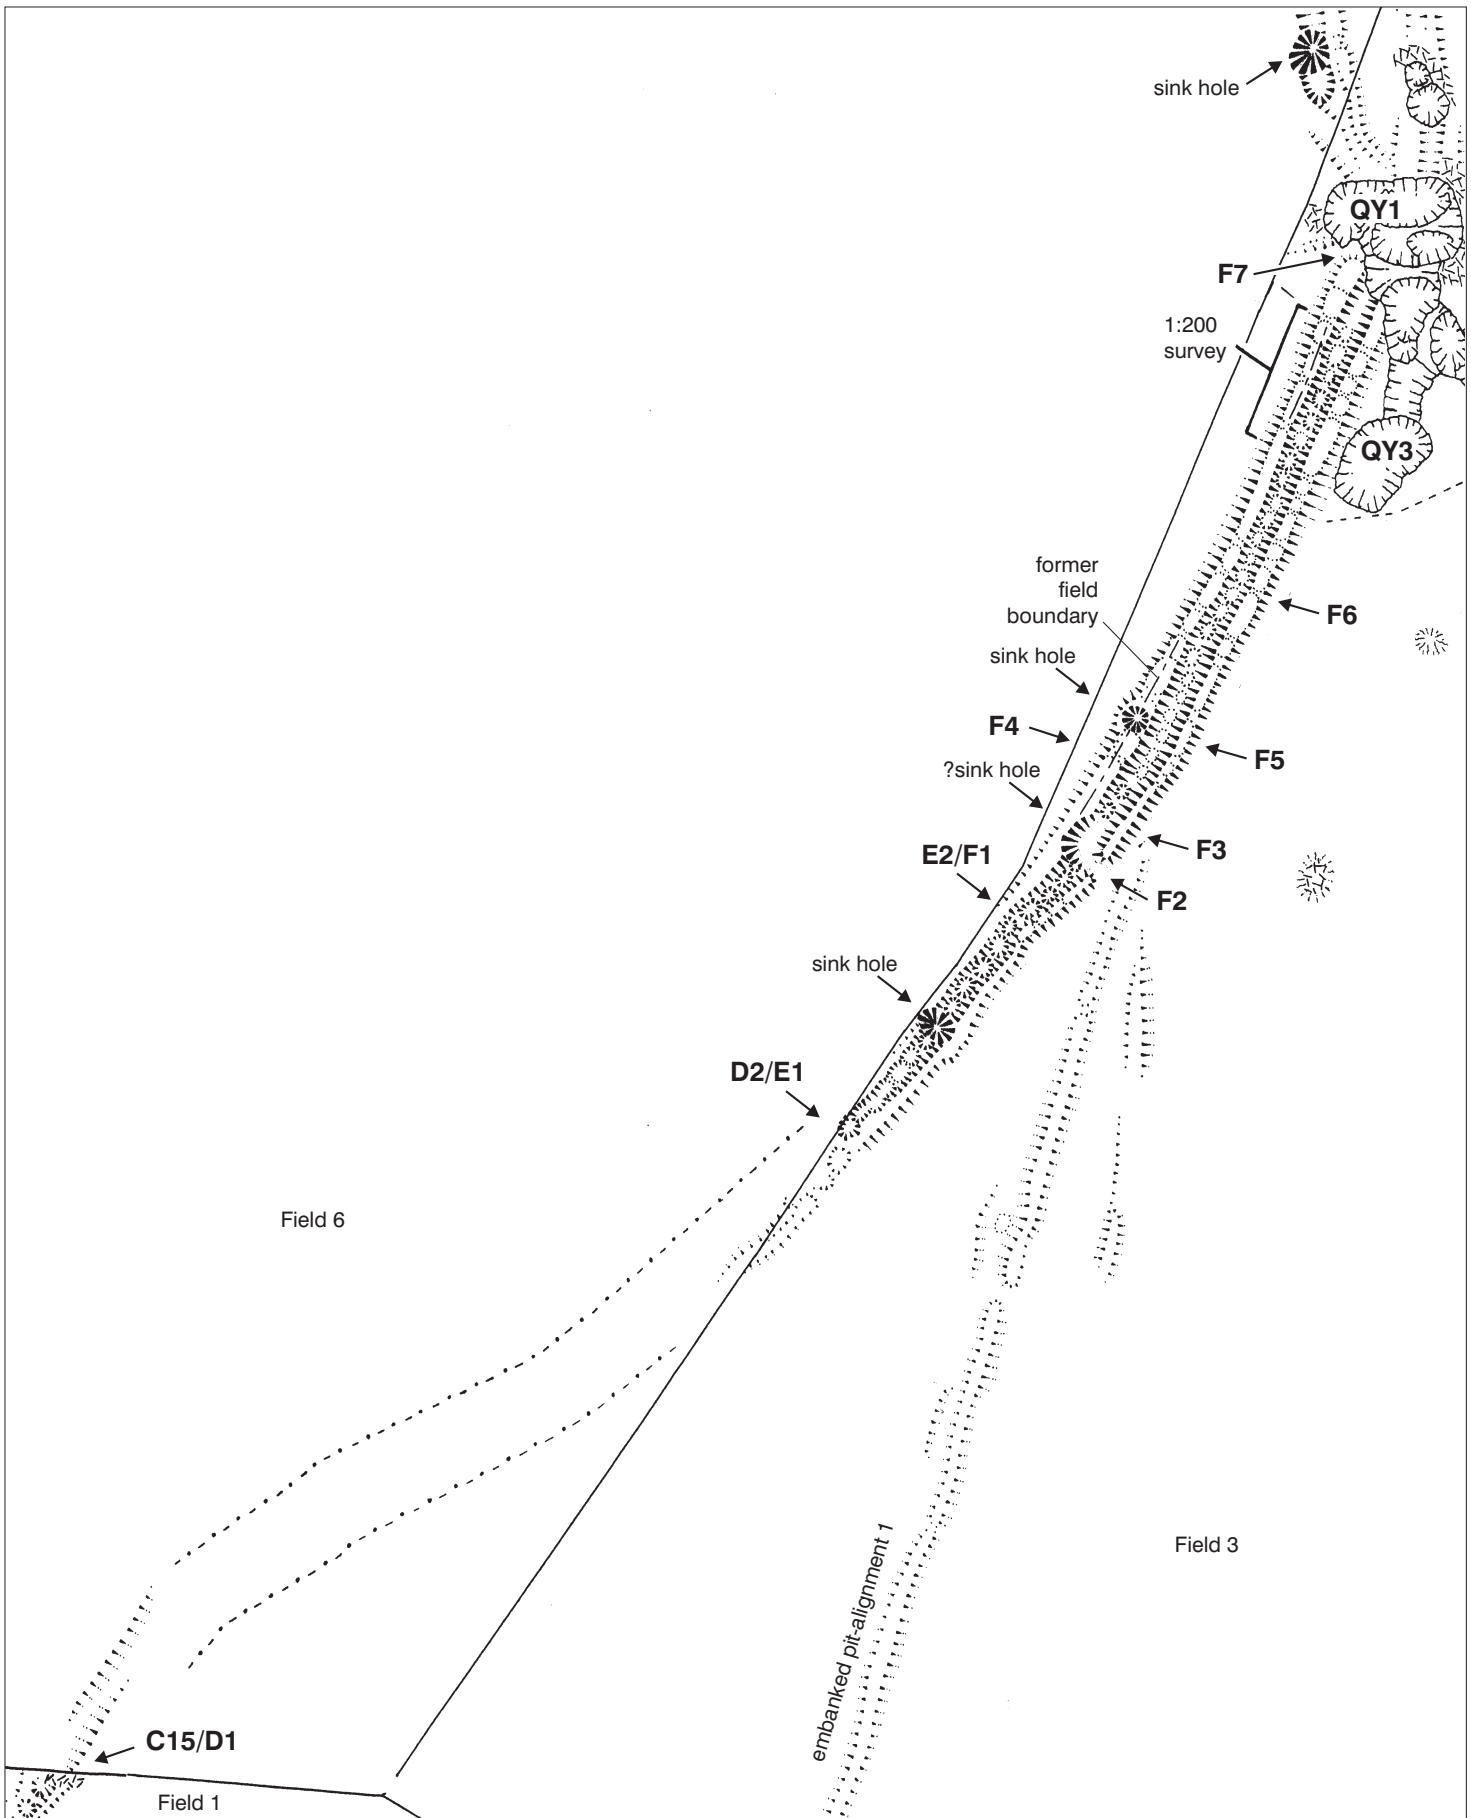 sink hole
QY1
F7
1:200
survey
QY3
former
field
boundary
F6
sink hole
F4
F5
?sink hole
E2/F1
F3
F2
sink hole
D2/E1
Field 6
embanked pit-alignment 1
Field 3
C15/D1
Field 1